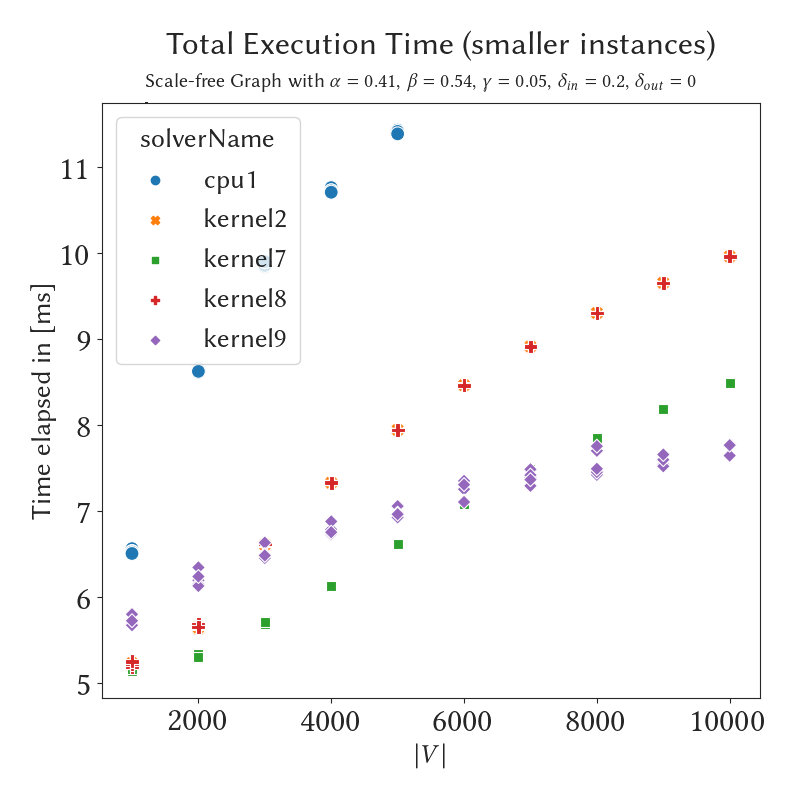 Total Execution Time (smaller instances)
Scale-free Graph with α = 0.41, β = 0.54, γ = 0.05, δ_in = 0.2, δ_out = 0
solverName
cpu1
kernel2
kernel7
kernel8
kernel9
Time elapsed in [ms]
11
10
9
8
7
6
5
2000
4000
6000
8000
10000
|V|